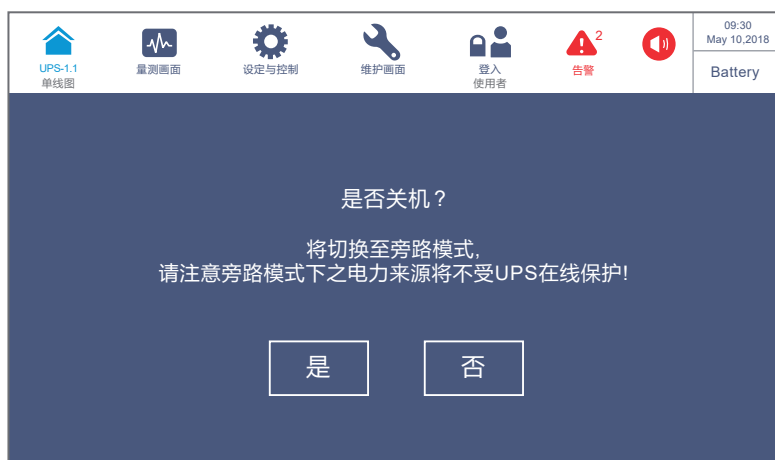 UPS-1.1
单线图
量测画面
设定与控制
维护画面
登入
使用者
2
告警
09:30
May 10,2018
Battery
是否关机？
将切换至旁路模式,
请注意旁路模式下之电力来源将不受UPS在线保护!
是
否